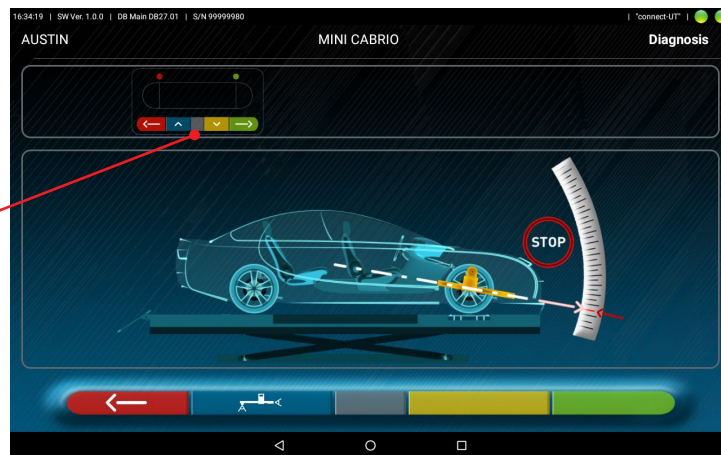 16:34:19 | SW Ver. 1.0.0 | DB Main DB27.01 | S/N 99999980 | "connect-UT" |
AUSTIN MINI CABRIO Diagnosis
STOP